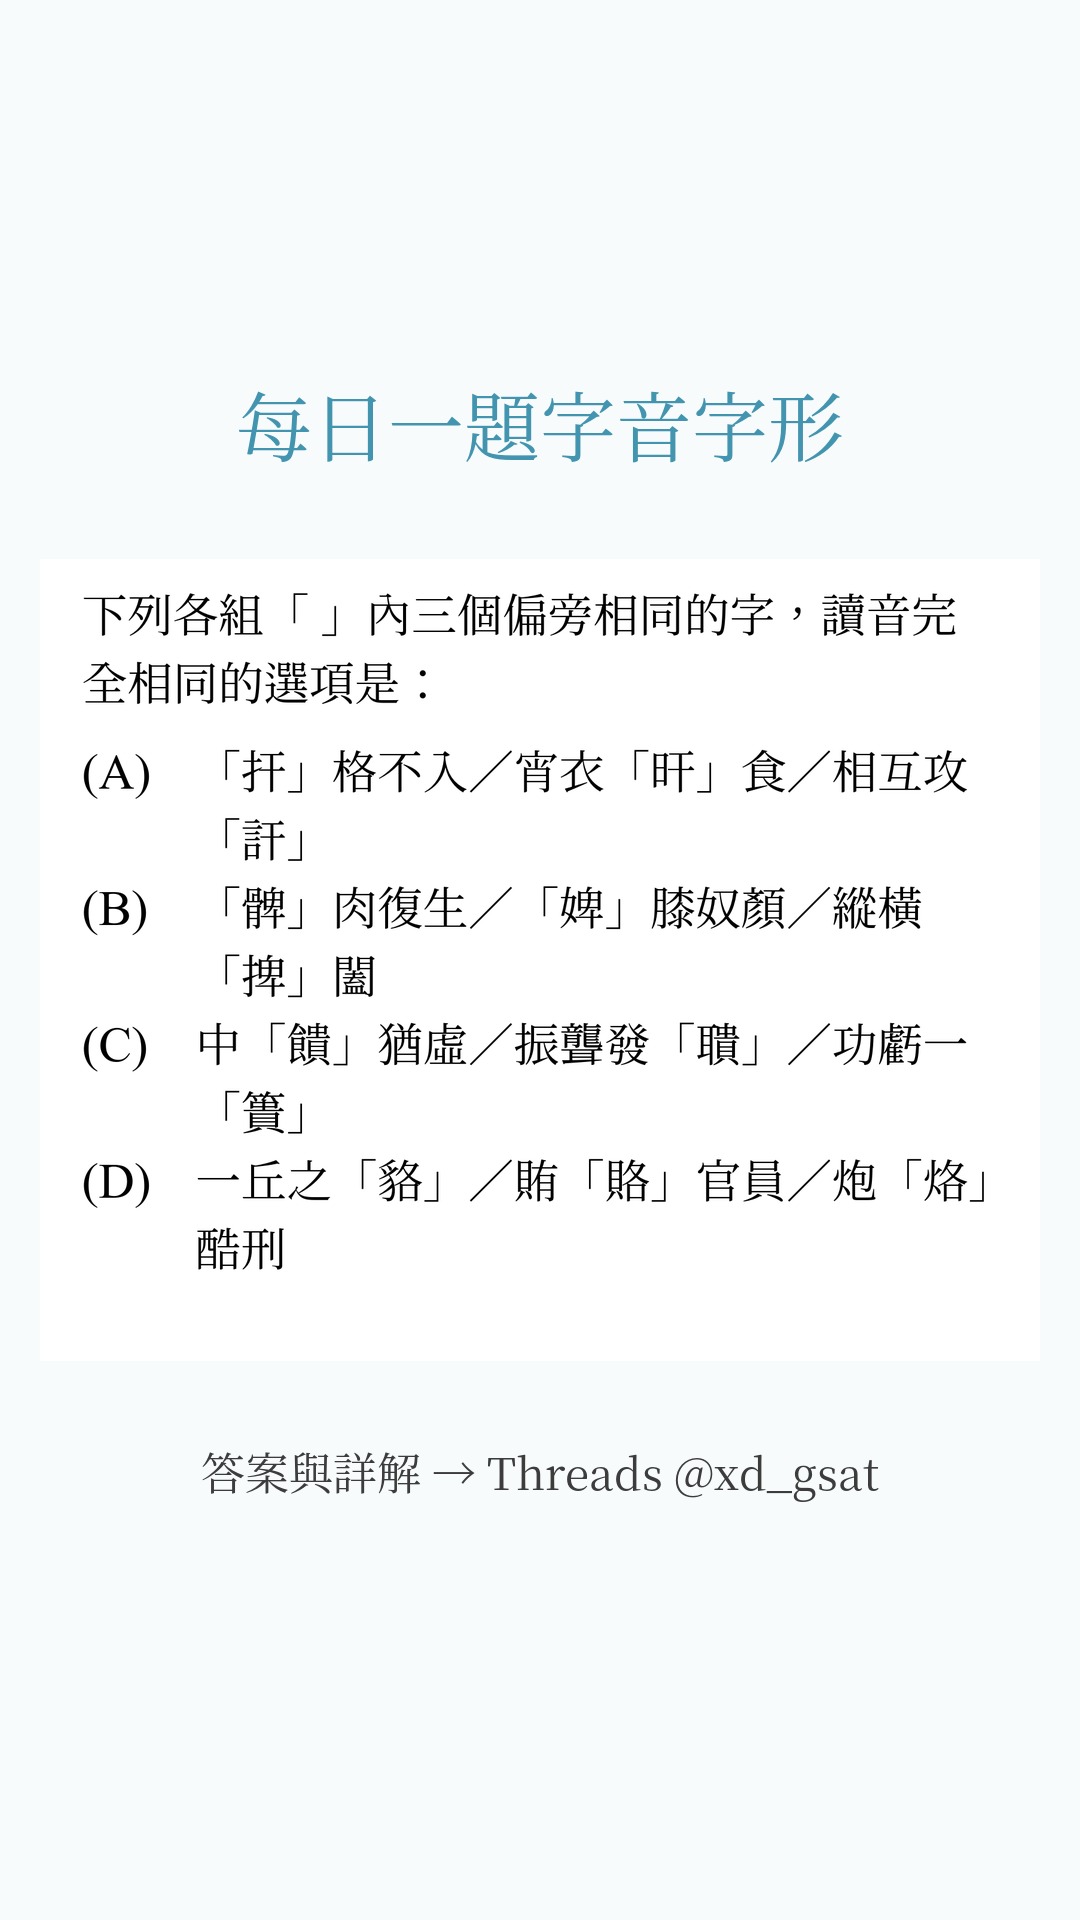 每日一題字音字形
下列各組「 」內三個偏旁相同的字，讀音完
全相同的選項是：
(A) 「扞」格不入／宵衣「旰」食／相互攻
「訐」
(B) 「髀」肉復生／「婢」膝奴顏／縱橫
「捭」闔
(C) 中「饋」猶虛／振聾發「聵」／功虧一
「簣」
(D) 一丘之「貉」／賄「賂」官員／炮「烙」
酷刑
答案與詳解 → Threads @xd_gsat